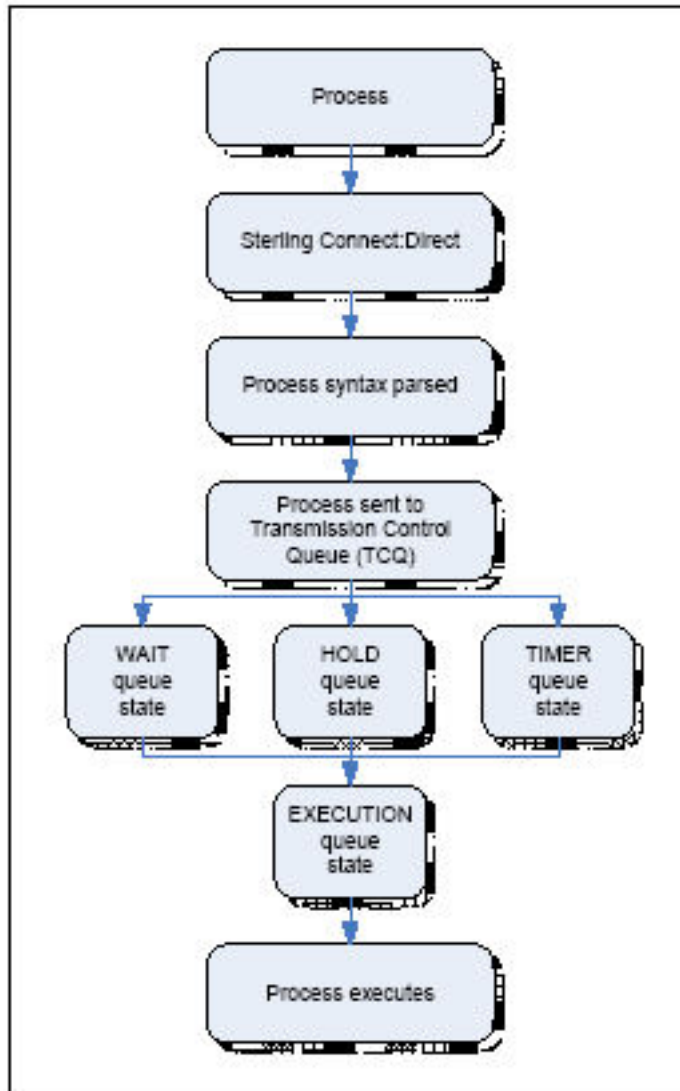 Process
Sterling Connect:Direct
Process syntax parsed
Process sent to
Transmission Control
Queue (TCQ)
WAIT
queue
state
HOLD
queue
state
TIMER
queue
state
EXECUTION
queue
state
Process executes